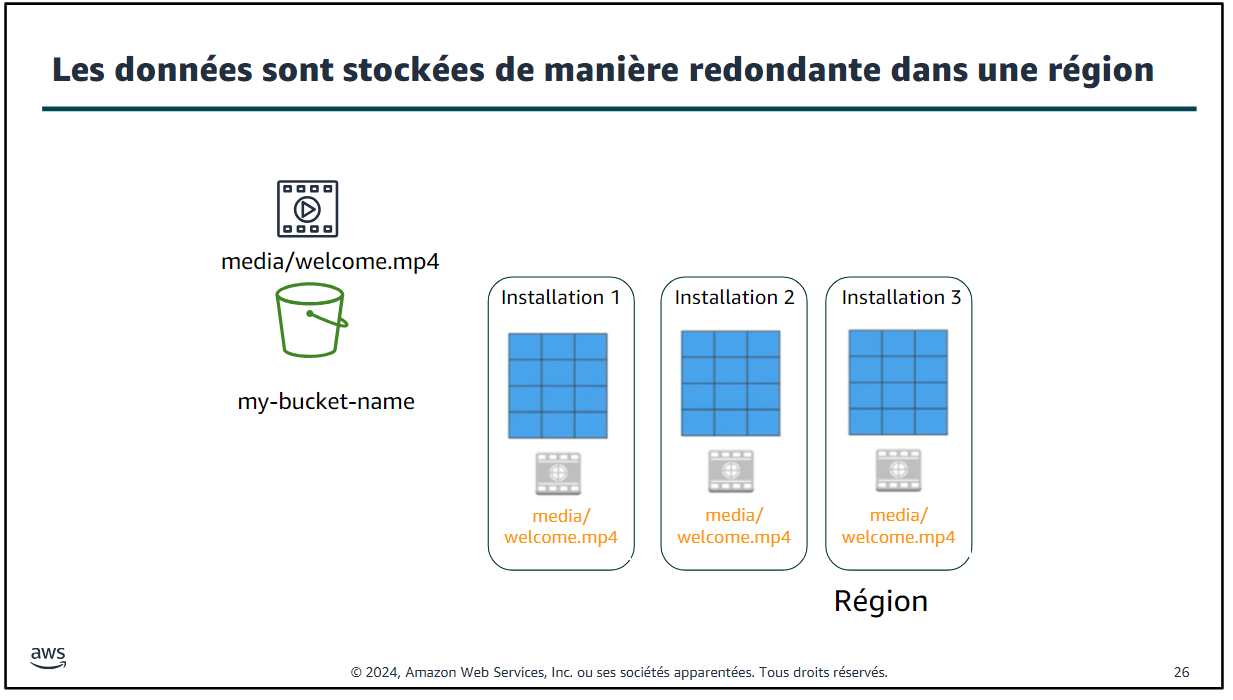 Les données sont stockées de manière redondante dans une région
media/welcome.mp4
my-bucket-name
Installation 1
media/
welcome.mp4
Installation 2
media/
welcome.mp4
Installation 3
media/
welcome.mp4
Région
aws
© 2024, Amazon Web Services, Inc. ou ses sociétés apparentées. Tous droits réservés.
26